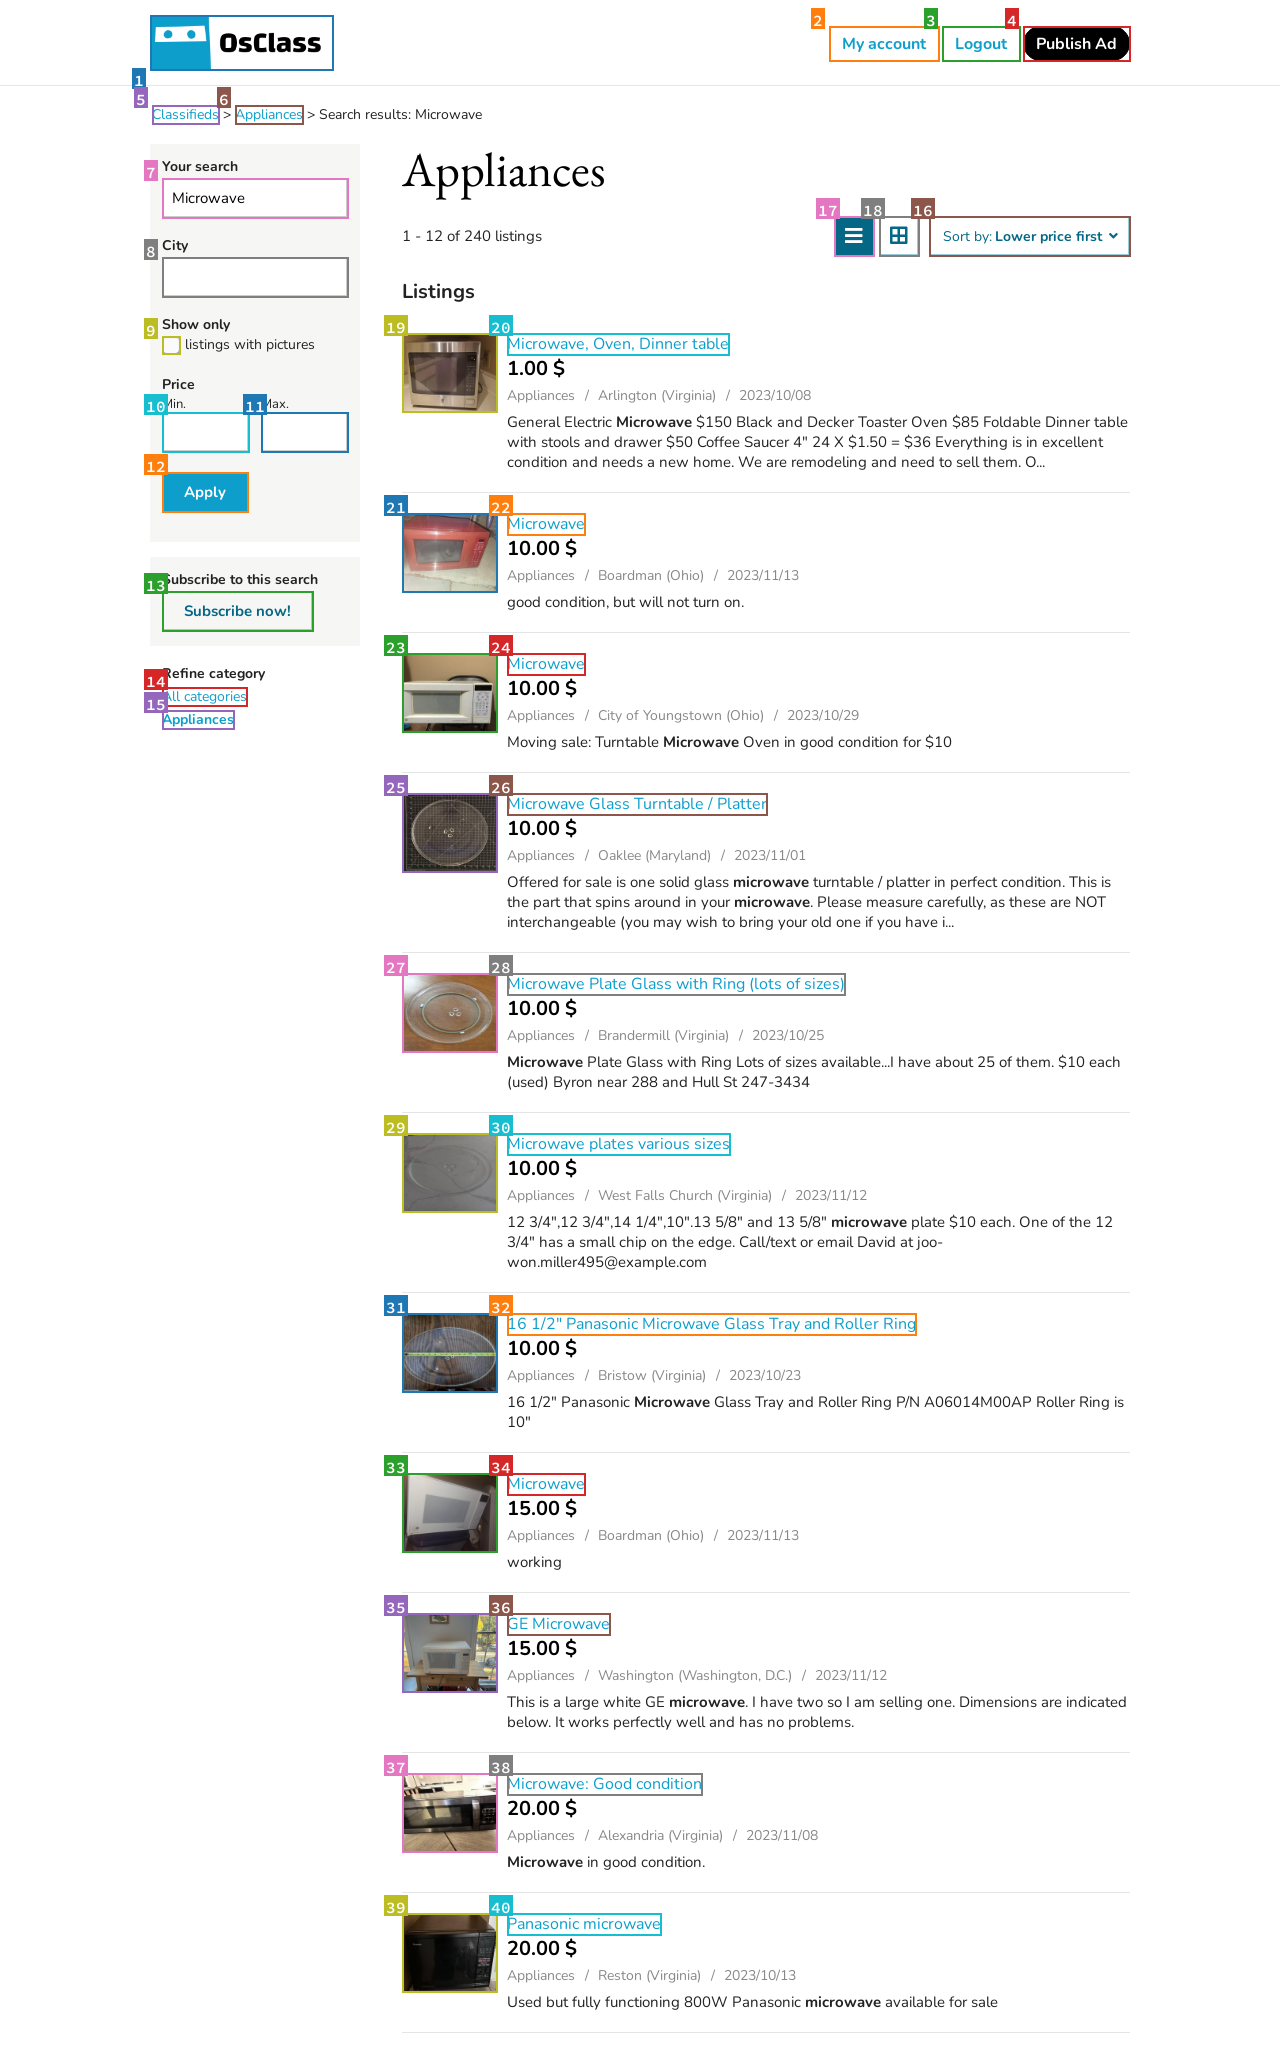 OsClass
1
2
My account
3
Logout
4
Publish Ad
5
6
Classifieds > Appliances > Search results: Microwave
7
Your search
Microwave
8
City
9
Show only
listings with pictures
Price
10
Min.
11
Max.
12
Apply
13
Subscribe to this search
Subscribe now!
Refine category
14
All categories
15
Appliances
Appliances
1 - 12 of 240 listings
17
18
16
Sort by: Lower price first
Listings
19
20
Microwave, Oven, Dinner table
1.00 $
Appliances / Arlington (Virginia) / 2023/10/08
General Electric Microwave $150 Black and Decker Toaster Oven $85 Foldable Dinner table
with stools and drawer $50 Coffee Saucer 4" 24 X $1.50 = $36 Everything is in excellent
condition and needs a new home. We are remodeling and need to sell them. O...
21
22
Microwave
10.00 $
Appliances / Boardman (Ohio) / 2023/11/13
good condition, but will not turn on.
23
24
Microwave
10.00 $
Appliances / City of Youngstown (Ohio) / 2023/10/29
Moving sale: Turntable Microwave Oven in good condition for $10
25
26
Microwave Glass Turntable / Platter
10.00 $
Appliances / Oaklee (Maryland) / 2023/11/01
Offered for sale is one solid glass microwave turntable / platter in perfect condition. This is
the part that spins around in your microwave. Please measure carefully, as these are NOT
interchangeable (you may wish to bring your old one if you have i...
27
28
Microwave Plate Glass with Ring (lots of sizes)
10.00 $
Appliances / Brandermill (Virginia) / 2023/10/25
Microwave Plate Glass with Ring Lots of sizes available...I have about 25 of them. $10 each
(used) Byron near 288 and Hull St 247-3434
29
30
Microwave plates various sizes
10.00 $
Appliances / West Falls Church (Virginia) / 2023/11/12
12 3/4",12 3/4",14 1/4",10".13 5/8" and 13 5/8" microwave plate $10 each. One of the 12
3/4" has a small chip on the edge. Call/text or email David at joo-
won.miller495@example.com
31
32
16 1/2" Panasonic Microwave Glass Tray and Roller Ring
10.00 $
Appliances / Bristow (Virginia) / 2023/10/23
16 1/2" Panasonic Microwave Glass Tray and Roller Ring P/N A06014M00AP Roller Ring is
10"
33
34
Microwave
15.00 $
Appliances / Boardman (Ohio) / 2023/11/13
working
35
36
GE Microwave
15.00 $
Appliances / Washington (Washington, D.C.) / 2023/11/12
This is a large white GE microwave. I have two so I am selling one. Dimensions are indicated
below. It works perfectly well and has no problems.
37
38
Microwave: Good condition
20.00 $
Appliances / Alexandria (Virginia) / 2023/11/08
Microwave in good condition.
39
40
Panasonic microwave
20.00 $
Appliances / Reston (Virginia) / 2023/10/13
Used but fully functioning 800W Panasonic microwave available for sale